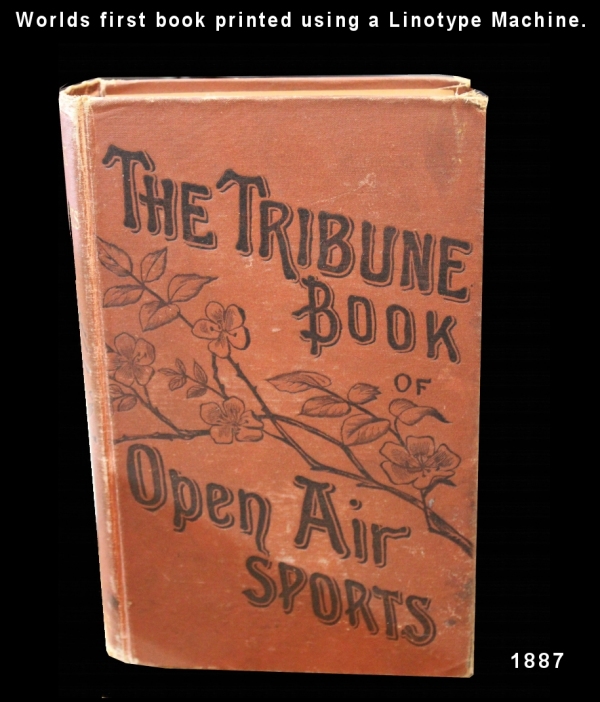 Worlds first book printed using a Linotype Machine.
THE TRIBUNE
BOOK
OF
Open Air
SPORTS
1887